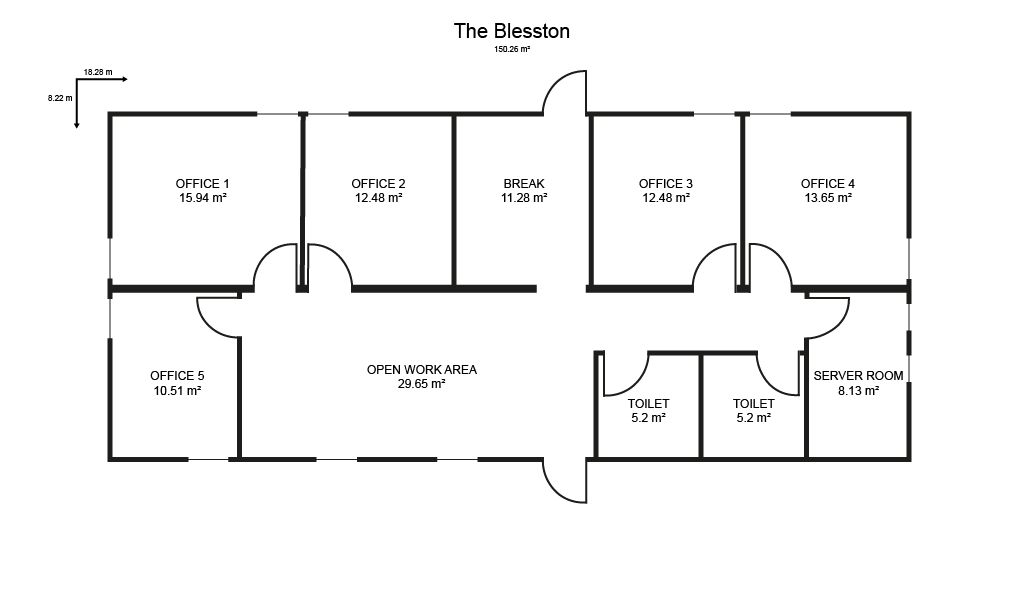 The Blesston
150.26 m²
18.28 m
8.22 m
OFFICE 1
15.94 m²
OFFICE 2
12.48 m²
BREAK
11.28 m²
OFFICE 3
12.48 m²
OFFICE 4
13.65 m²
OFFICE 5
10.51 m²
OPEN WORK AREA
29.65 m²
TOILET
5.2 m²
TOILET
5.2 m²
SERVER ROOM
8.13 m²